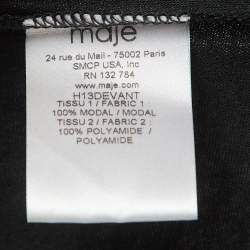 maje
24 rue du Mail - 75002 Paris
SMCP USA, Inc
RN 132 784
www.maje.com
H13DEVANT
TISSU 1 / FABRIC 1 :
100% MODAL / MODAL
TISSU 2 / FABRIC 2 :
100% POLYAMIDE /
POLYAMIDE